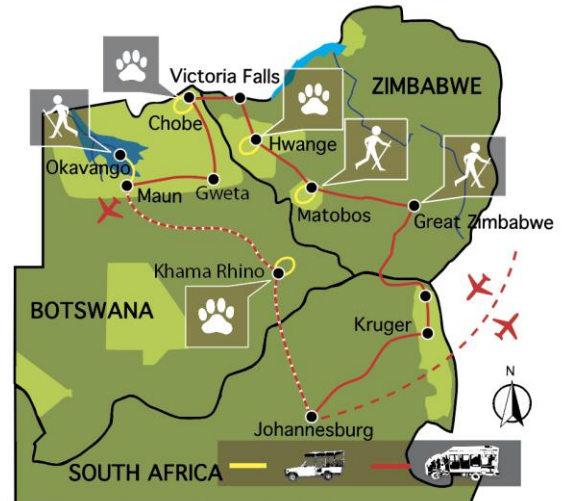 Victoria Falls
ZIMBABWE
Chobe
Hwange
Okavango
Maun
Gweta
Matobos
Great Zimbabwe
Khama Rhino
BOTSWANA
Kruger
N
Johannesburg
SOUTH AFRICA